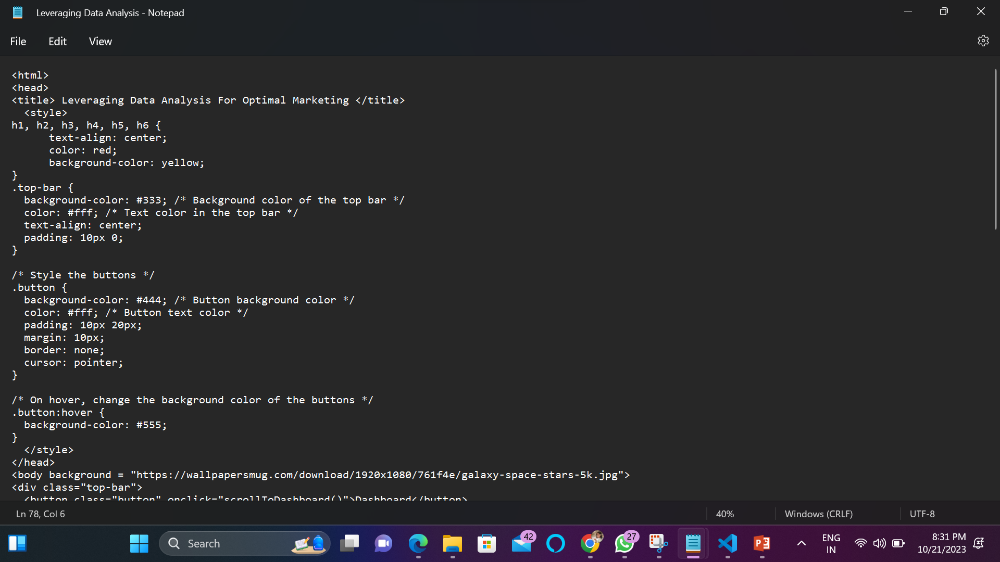 Leveraging Data Analysis - Notepad
File Edit View
<html>
<head>
<title> Leveraging Data Analysis For Optimal Marketing </title>
  <style>
h1, h2, h3, h4, h5, h6 {
      text-align: center;
      color: red;
      background-color: yellow;
}
.top-bar {
  background-color: #333; /* Background color of the top bar */
  color: #fff; /* Text color in the top bar */
  text-align: center;
  padding: 10px 0;
}

/* Style the buttons */
.button {
  background-color: #444; /* Button background color */
  color: #fff; /* Button text color */
  padding: 10px 20px;
  margin: 10px;
  border: none;
  cursor: pointer;
}

/* On hover, change the background color of the buttons */
.button:hover {
  background-color: #555;
}
  </style>
</head>
<body background = "https://wallpapersmug.com/download/1920x1080/761f4e/galaxy-space-stars-5k.jpg">
<div class="top-bar">
  <button class="button" onclick="scrollToDashboard()">Dashboard</button>
Ln 78, Col 6 40% Windows (CRLF) UTF-8
Search 42 27 P ENG 8:31 PM
IN 10/21/2023